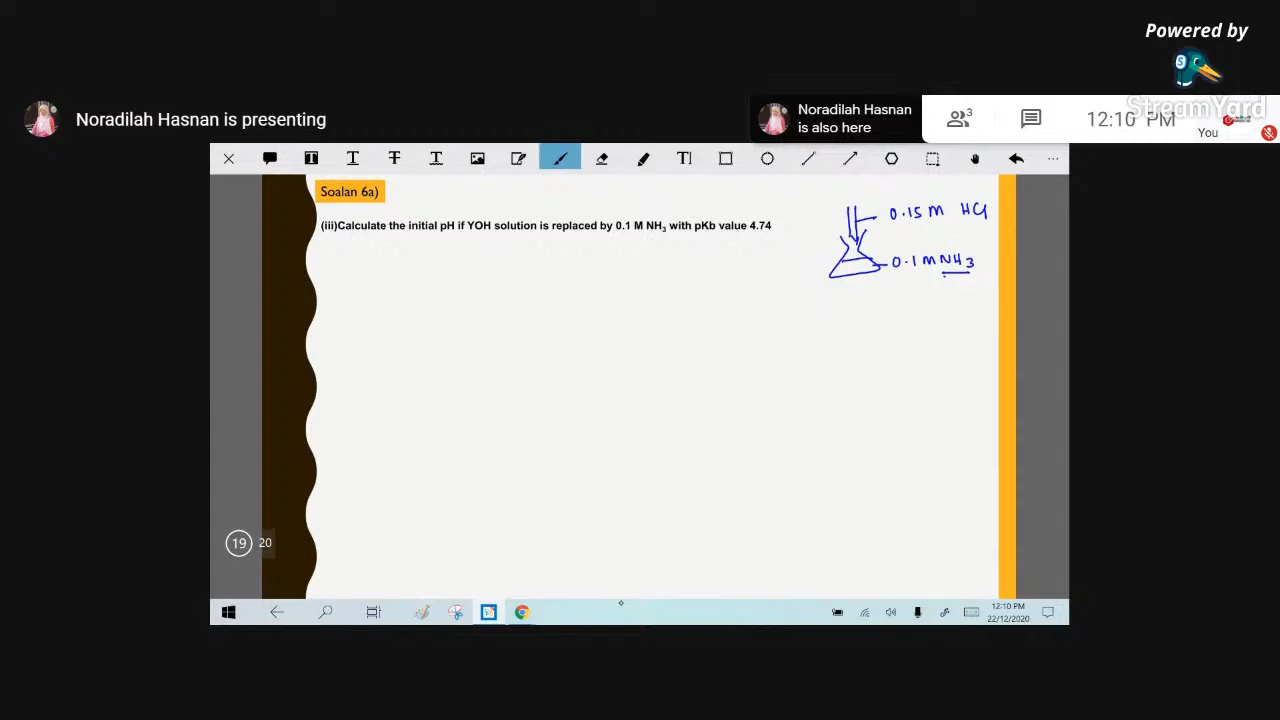 Powered by
StreamYard
Noradilah Hasnan is presenting
Noradilah Hasnan
is also here
3
12:10 PM
You
Soalan 6a)
(iii)Calculate the initial pH if YOH solution is replaced by 0.1 M NH₃ with pKb value 4.74
0.15 M HCl
0.1 M NH₃
19 20
12:10 PM
22/12/2020